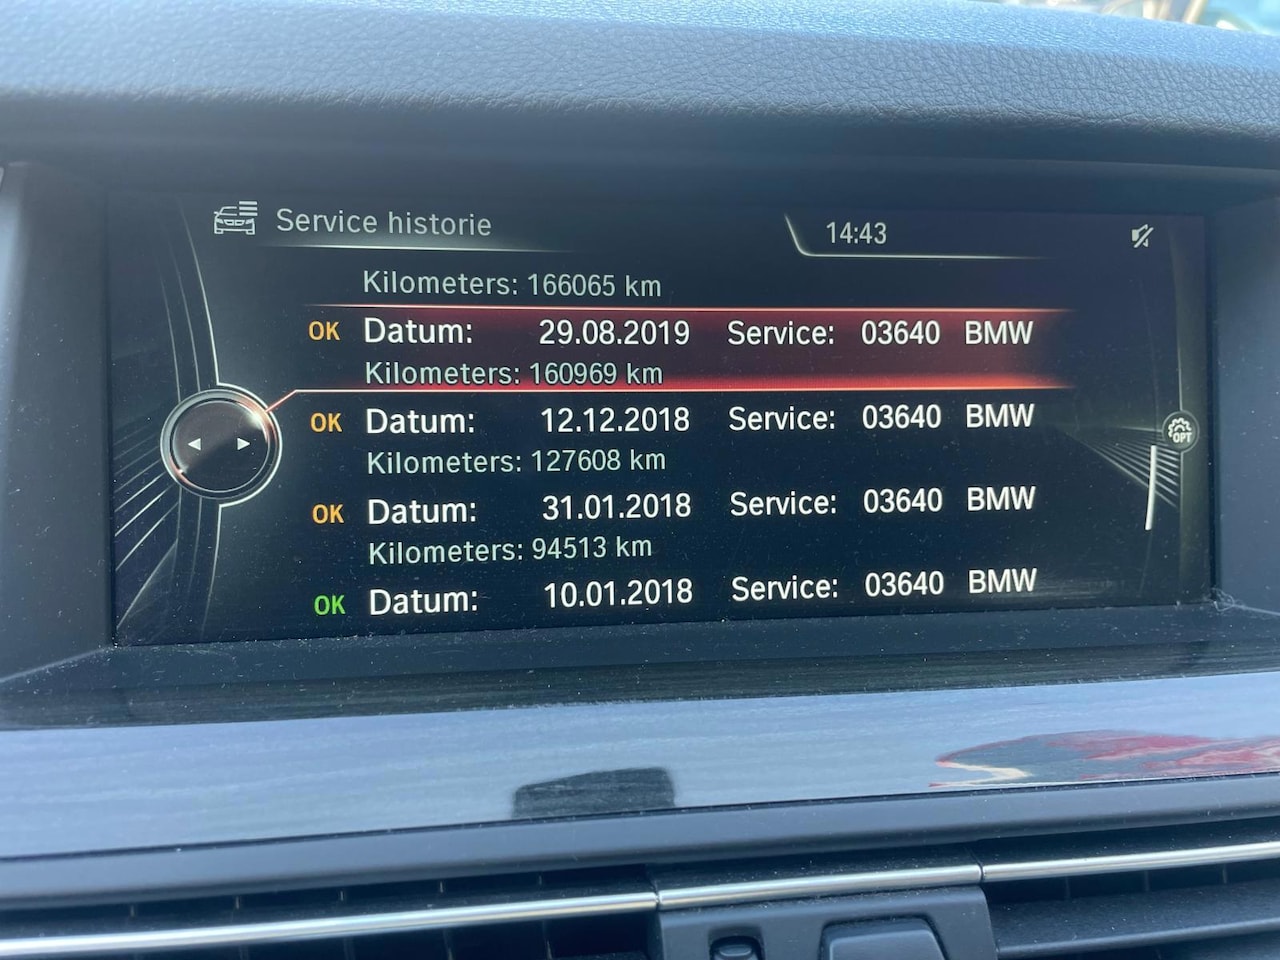 Service historie 14:43
Kilometers: 166065 km
OK Datum: 29.08.2019 Service: 03640 BMW
Kilometers: 160969 km
OK Datum: 12.12.2018 Service: 03640 BMW
Kilometers: 127608 km
OK Datum: 31.01.2018 Service: 03640 BMW
Kilometers: 94513 km
OK Datum: 10.01.2018 Service: 03640 BMW
OPT